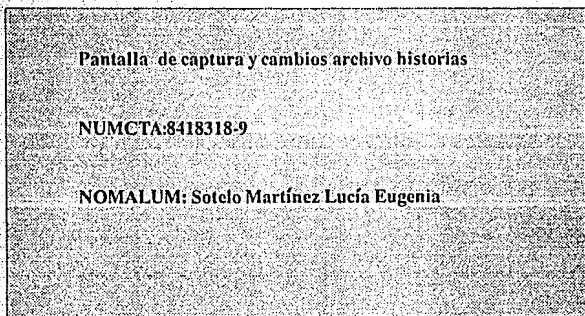 Pantalla de captura y cambios archivo historias
NUMCTA:8418318-9
NOMALUM: Sotelo Martínez Lucía Eugenia